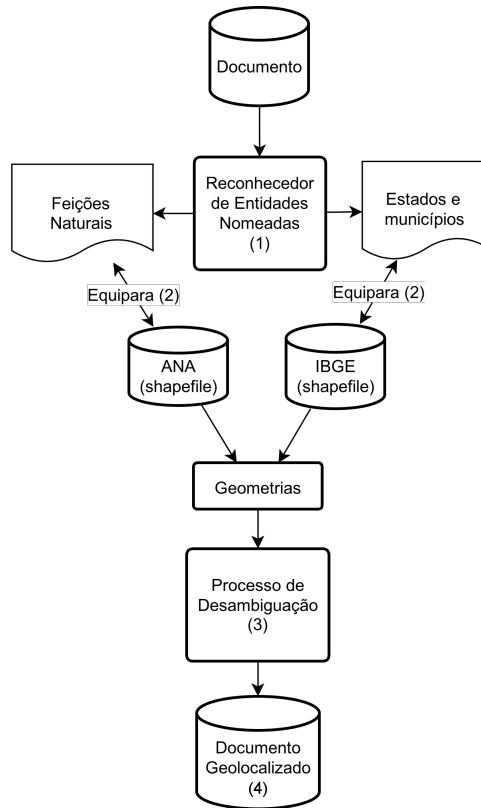 Documento
Reconhecedor
de Entidades
Nomeadas
(1)
Feições
Naturais
Estados e
municípios
Equipara (2)
Equipara (2)
ANA
(shapefile)
IBGE
(shapefile)
Geometrias
Processo de
Desambiguação
(3)
Documento
Geolocalizado
(4)